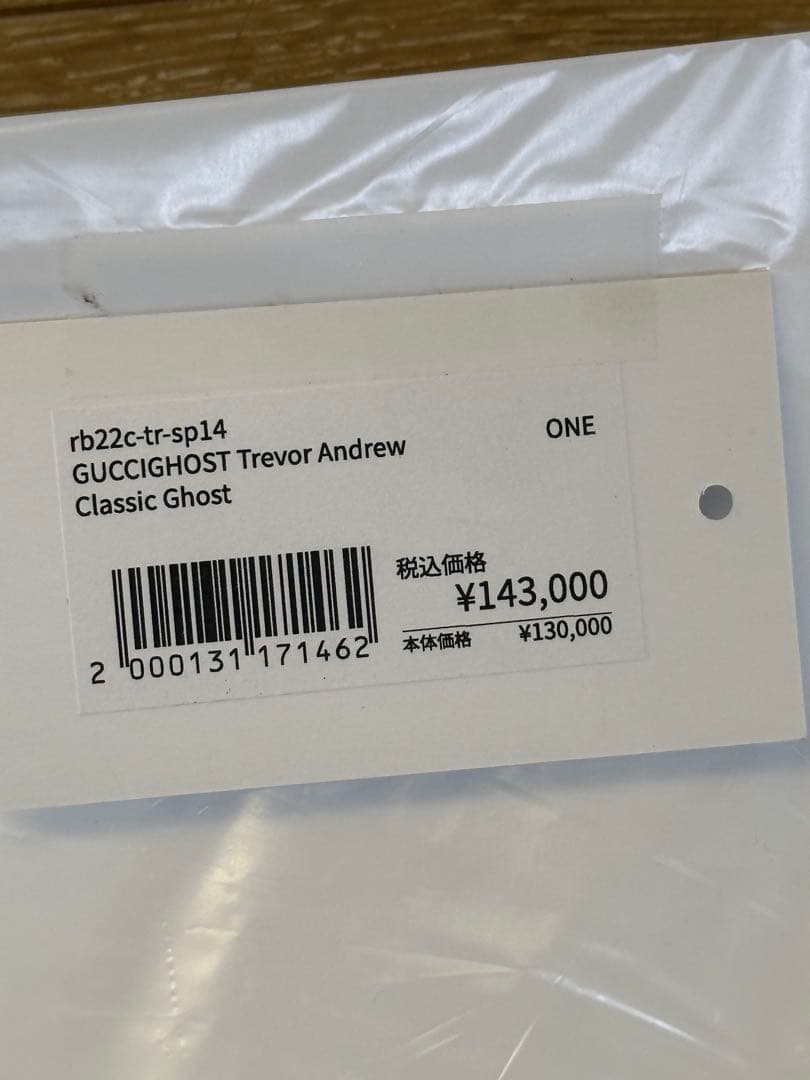 rb22c-tr-sp14
ONE
GUCCIGHOST Trevor Andrew
Classic Ghost
税込価格
¥143,000
本体価格 ¥130,000
2 000131 171462